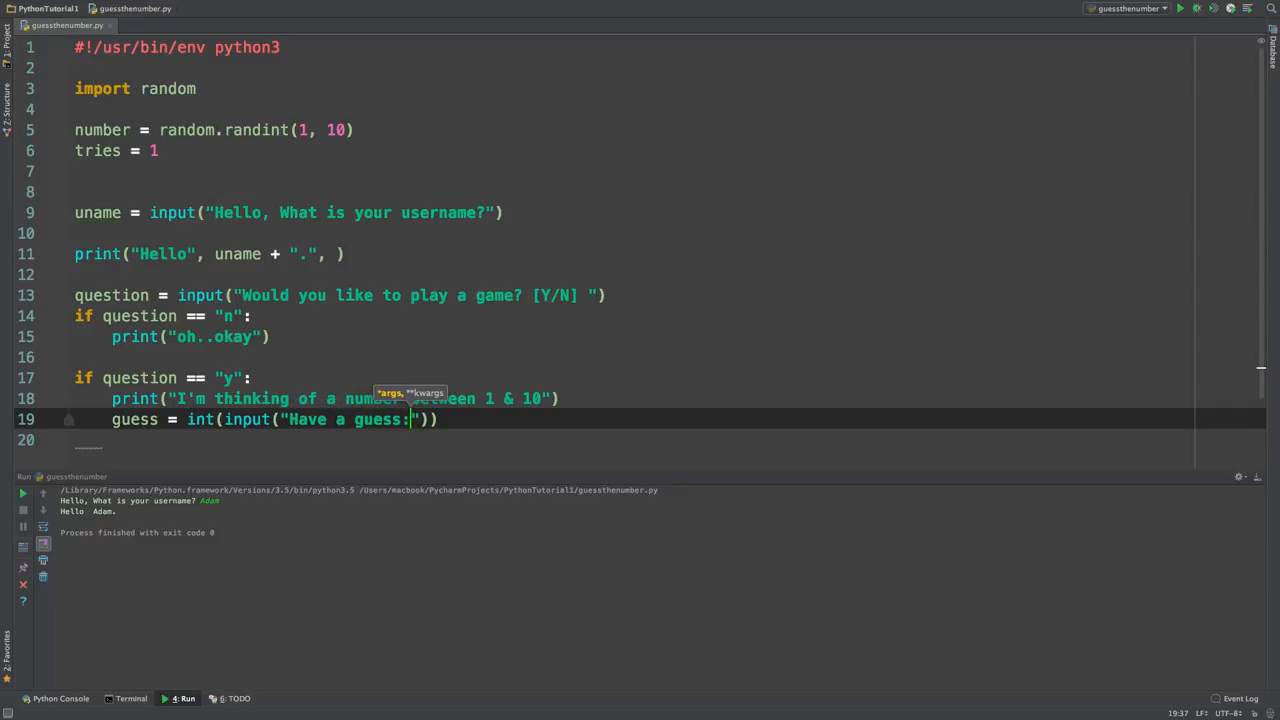 PythonTutorial1 guessthenumber.py guessthenumber
guessthenumber.py
1: Project
Z: Structure
2: Favorites
Database
1 #!/usr/bin/env python3
2
3 import random
4
5 number = random.randint(1, 10)
6 tries = 1
7
8
9 uname = input("Hello, What is your username?")
10
11 print("Hello", uname + ".", )
12
13 question = input("Would you like to play a game? [Y/N] ")
14 if question == "n":
15 print("oh..okay")
16
17 if question == "y":
*args, **kwargs
18 print("I'm thinking of a number between 1 & 10")
19 guess = int(input("Have a guess:"))
20
Run guessthenumber
/Library/Frameworks/Python.framework/Versions/3.5/bin/python3.5 /Users/macbook/PycharmProjects/PythonTutorial1/guessthenumber.py
Hello, What is your username? Adam
Hello  Adam.
Process finished with exit code 0
Python Console Terminal 4: Run 6: TODO Event Log
19:37 LF÷ UTF-8÷